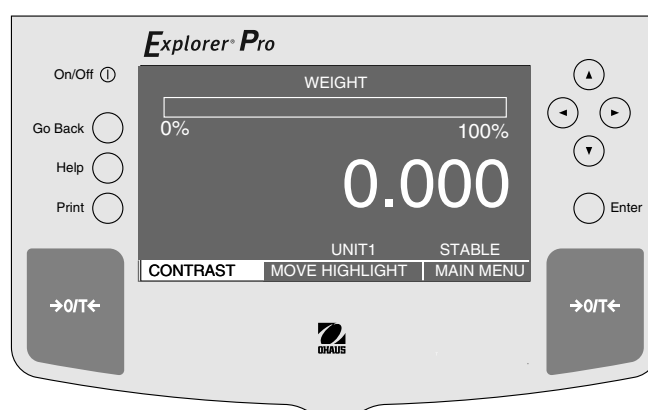 Explorer® Pro
On/Off
Go Back
Help
Print
WEIGHT
0% 100%
0.000
UNIT1 STABLE
CONTRAST MOVE HIGHLIGHT MAIN MENU
Enter
→0/T← →0/T←
OHAUS